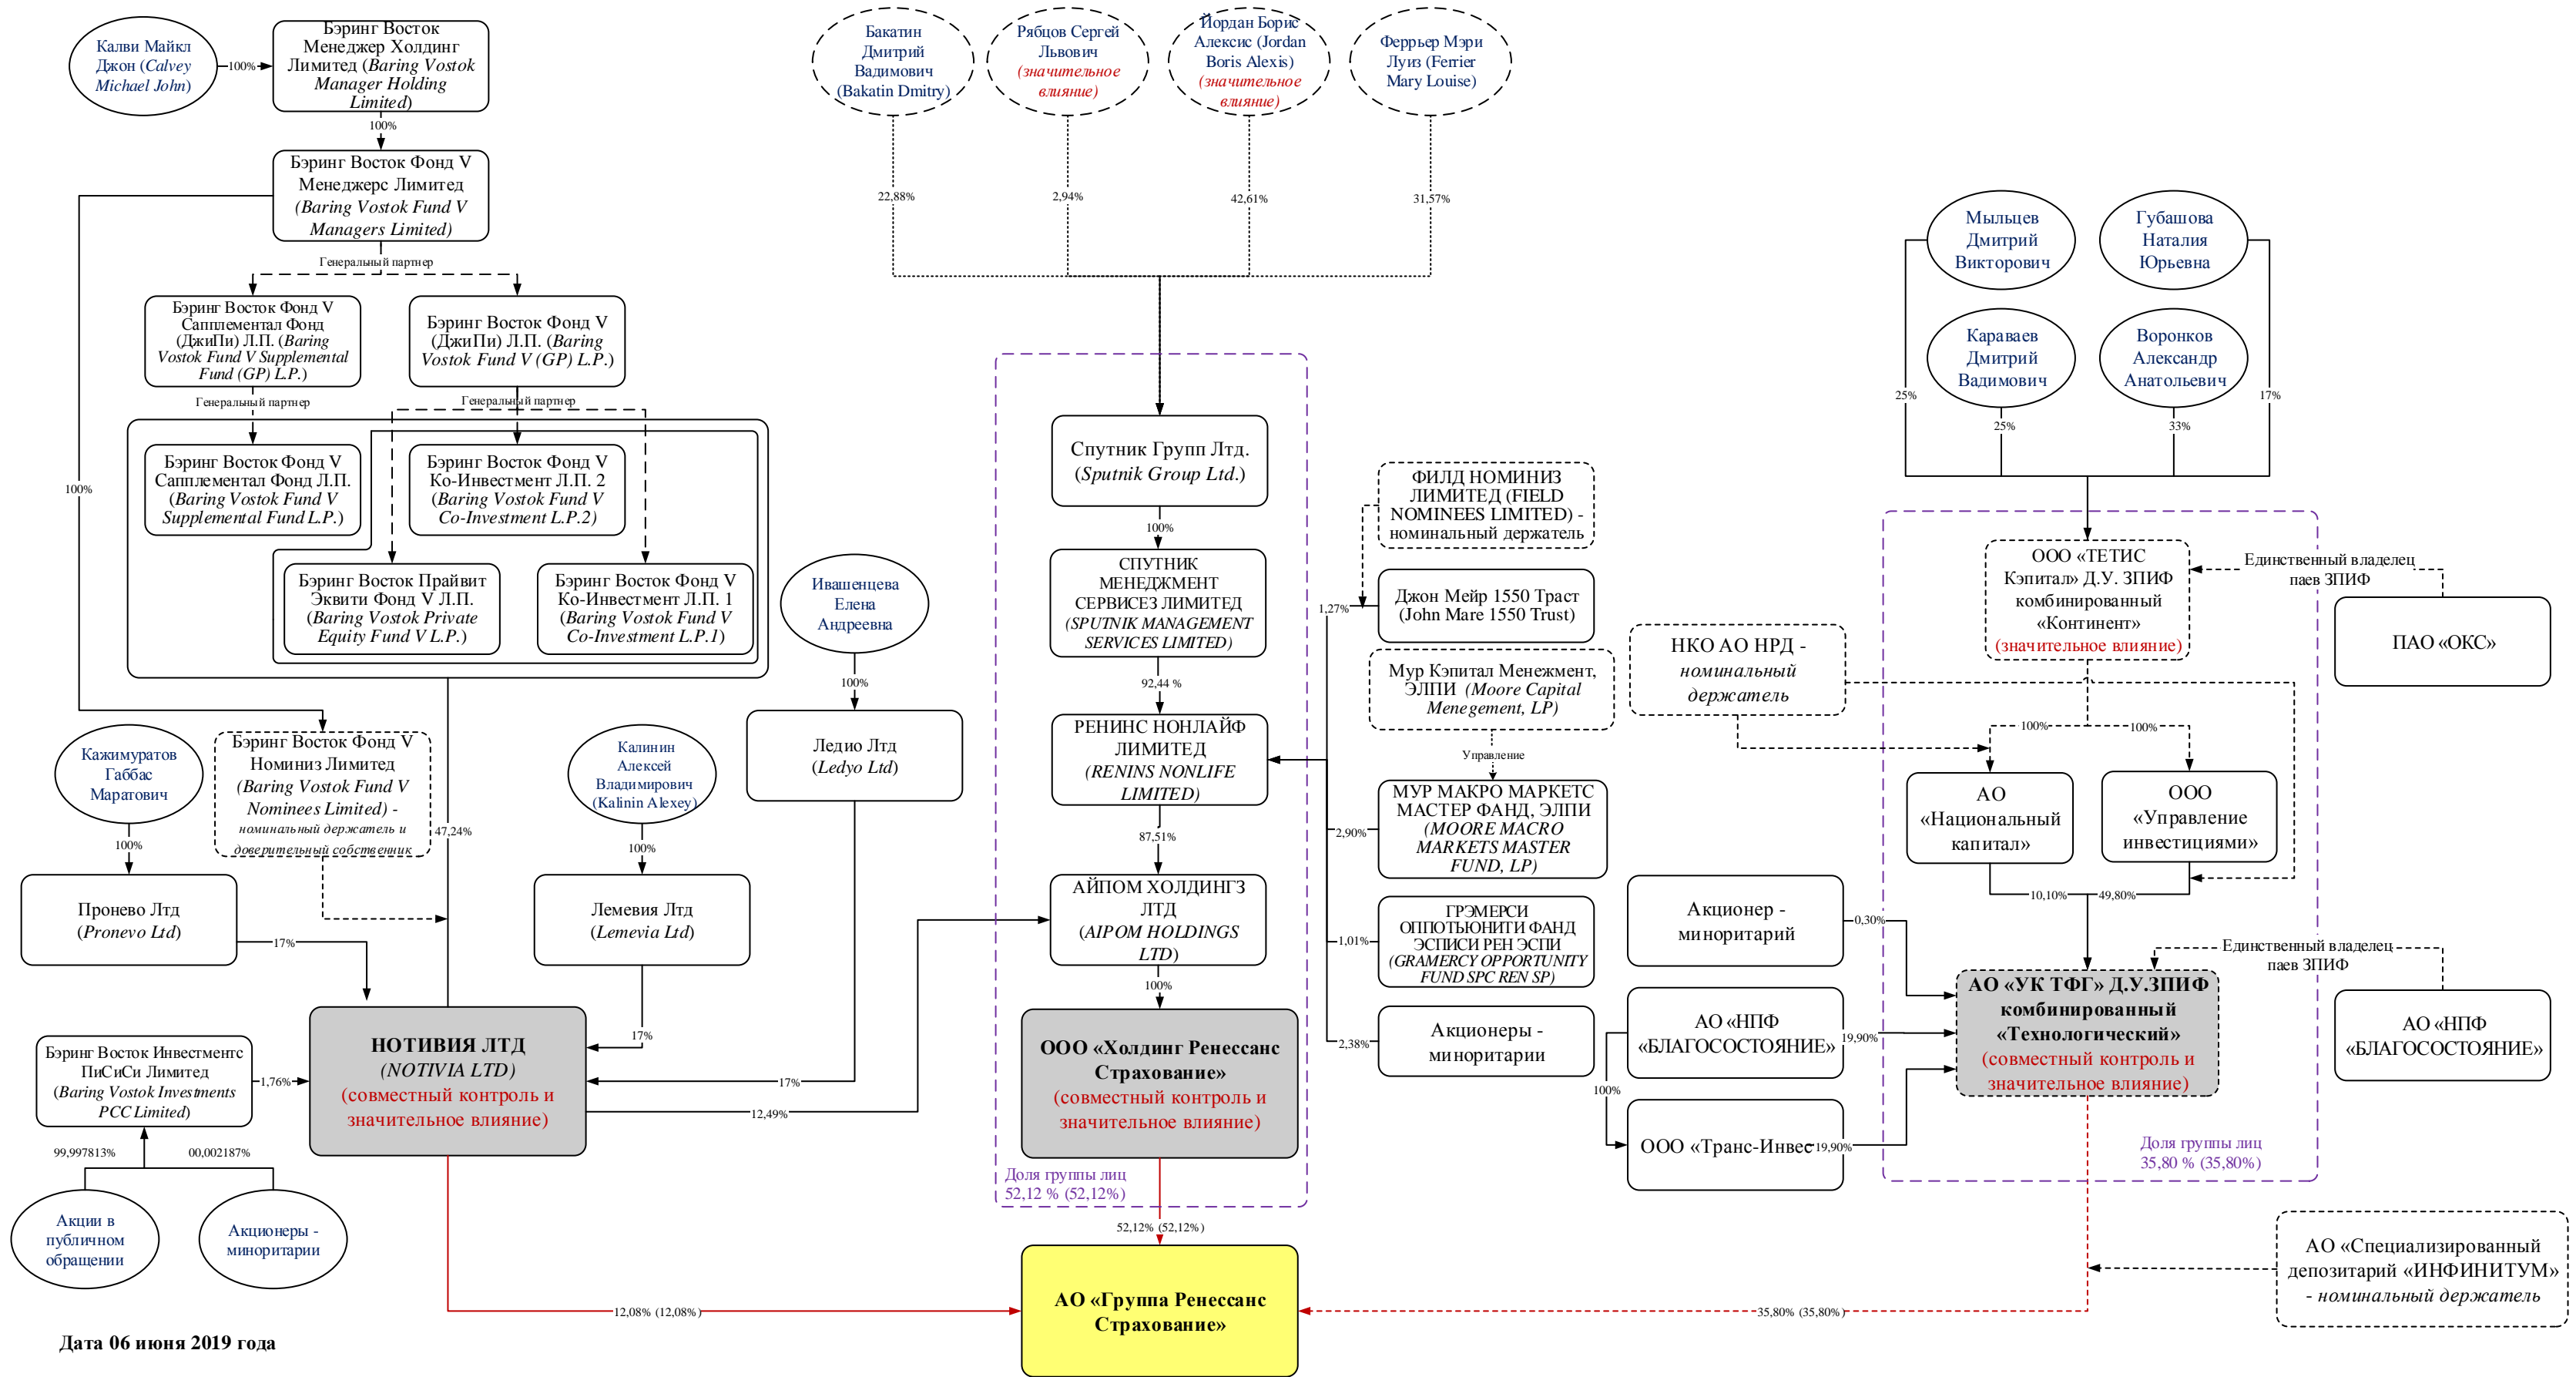 Калви Майкл
Джон (Calvey
Michael John)
100%
Бэринг Восток
Менеджер Холдинг
Лимитед (Baring Vostok
Manager Holding
Limited)
100%
Бэринг Восток Фонд V
Менеджерс Лимитед
(Baring Vostok Fund V
Managers Limited)
Генеральный партнер
Бэринг Восток Фонд V
Сапплементал Фонд
(ДжиПи) Л.П. (Baring
Vostok Fund V Supplemental
Fund (GP) L.P.)
Бэринг Восток Фонд V
(ДжиПи) Л.П. (Baring
Vostok Fund V (GP) L.P.)
Генеральный партнер
Генеральный партнер
Бэринг Восток Фонд V
Сапплементал Фонд Л.П.
(Baring Vostok Fund V
Supplemental Fund L.P.)
Бэринг Восток Фонд V
Ко-Инвестмент Л.П. 2
(Baring Vostok Fund V
Co-Investment L.P.2)
100%
Бэринг Восток Прайвит
Эквити Фонд V Л.П.
(Baring Vostok Private
Equity Fund V L.P.)
Бэринг Восток Фонд V
Ко-Инвестмент Л.П. 1
(Baring Vostok Fund V
Co-Investment L.P.1)
Ивашенцева
Елена
Андреевна
100%
Ледио Лтд
(Ledyo Ltd)
Кажимуратов
Габбас
Маратович
100%
Бэринг Восток Фонд V
Номиниз Лимитед
(Baring Vostok Fund V
Nominees Limited) -
номинальный держатель и
доверительный собственник
47,24%
Калинин
Алексей
Владимирович
(Kalinin Alexey)
100%
Проневo Лтд
(Pronevo Ltd)
17%
Лемевия Лтд
(Lemevia Ltd)
17%
17%
12,49%
Бэринг Восток Инвестментс
ПиСиСи Лимитед
(Baring Vostok Investments
PCC Limited)
1,76%
НОТИВИЯ ЛТД
(NOTIVIA LTD)
(совместный контроль и
значительное влияние)
99,997813%
00,002187%
Акции в
публичном
обращении
Акционеры -
миноритарии
12,08% (12,08%)
Дата 06 июня 2019 года
Бакатин
Дмитрий
Вадимович
(Bakatin Dmitry)
Рябцов Сергей
Львович
(значительное
влияние)
Йордан Борис
Алексис (Jordan
Boris Alexis)
(значительное
влияние)
Феррьер Мэри
Луиз (Ferrier
Mary Louise)
22,88%
2,94%
42,61%
31,57%
Спутник Групп Лтд.
(Sputnik Group Ltd.)
100%
СПУТНИК
МЕНЕДЖМЕНТ
СЕРВИСЕЗ ЛИМИТЕД
(SPUTNIK MANAGEMENT
SERVICES LIMITED)
92,44 %
РЕНИНС НОНЛАЙФ
ЛИМИТЕД
(RENINS NONLIFE
LIMITED)
87,51%
АЙПОМ ХОЛДИНГЗ
ЛТД
(AIPOM HOLDINGS
LTD)
100%
ООО «Холдинг Ренессанс
Страхование»
(совместный контроль и
значительное влияние)
Доля группы лиц
52,12 % (52,12%)
52,12% (52,12%)
АО «Группа Ренессанс
Страхование»
ФИЛД НОМИНИЗ
ЛИМИТЕД (FIELD
NOMINEES LIMITED) -
номинальный держатель
1,27%
Джон Мейр 1550 Траст
(John Mare 1550 Trust)
Мур Кэпитал Менежмент,
ЭЛПИ (Moore Capital
Menegement, LP)
Управление
2,90%
МУР МАКРО МАРКЕТС
МАСТЕР ФАНД, ЭЛПИ
(MOORE MACRO
MARKETS MASTER
FUND, LP)
1,01%
ГРЭМЕРСИ
ОППОТЬЮНИТИ ФАНД
ЭСПИСИ РЕН ЭСПИ
(GRAMERCY OPPORTUNITY
FUND SPC REN SP)
2,38%
Акционеры -
миноритарии
Мыльцев
Дмитрий
Викторович
Губашова
Наталия
Юрьевна
Караваев
Дмитрий
Вадимович
Воронков
Александр
Анатольевич
25%
25%
33%
17%
ООО «ТЕТИС
Кэпитал» Д.У. ЗПИФ
комбинированный
«Континент»
(значительное влияние)
Единственный владелец
паев ЗПИФ
ПАО «ОКС»
НКО АО НРД -
номинальный
держатель
100%
100%
АО
«Национальный
капитал»
ООО
«Управление
инвестициями»
10,10%
49,80%
Акционер -
миноритарий
0,30%
АО «НПФ
«БЛАГОСОСТОЯНИЕ»
19,90%
100%
ООО «Транс-Инвес
19,90%
Единственный владелец
паев ЗПИФ
АО «УК ТФГ» Д.У.ЗПИФ
комбинированный
«Технологический»
(совместный контроль и
значительное влияние)
АО «НПФ
«БЛАГОСОСТОЯНИЕ»
Доля группы лиц
35,80 % (35,80%)
АО «Специализированный
депозитарий «ИНФИНИТУМ»
- номинальный держатель
35,80% (35,80%)